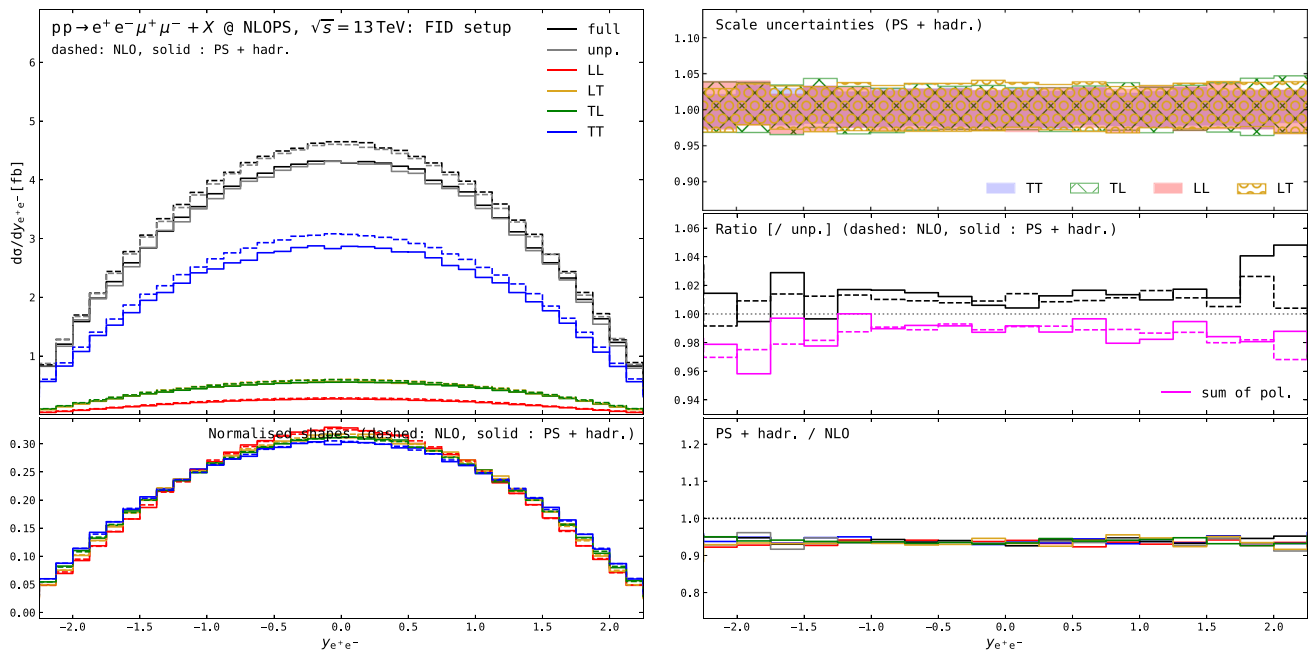 pp→e⁺e⁻μ⁺μ⁻ + X @ NLOPS, √s = 13 TeV: FID setup
dashed: NLO, solid : PS + hadr.
full
unp.
LL
LT
TL
TT
dσ/dy_{e⁺e⁻} [fb]
6
5
4
3
2
1
Normalised shapes (dashed: NLO, solid : PS + hadr.)
0.30
0.25
0.20
0.15
0.10
0.05
0.00
−2.0 −1.5 −1.0 −0.5 0.0 0.5 1.0 1.5 2.0
y_{e⁺e⁻}
Scale uncertainties (PS + hadr.)
1.10
1.05
1.00
0.95
0.90
TT TL LL LT
Ratio [/ unp.] (dashed: NLO, solid : PS + hadr.)
1.06
1.04
1.02
1.00
0.98
0.96
0.94
sum of pol.
PS + hadr. / NLO
1.2
1.1
1.0
0.9
0.8
−2.0 −1.5 −1.0 −0.5 0.0 0.5 1.0 1.5 2.0
y_{e⁺e⁻}